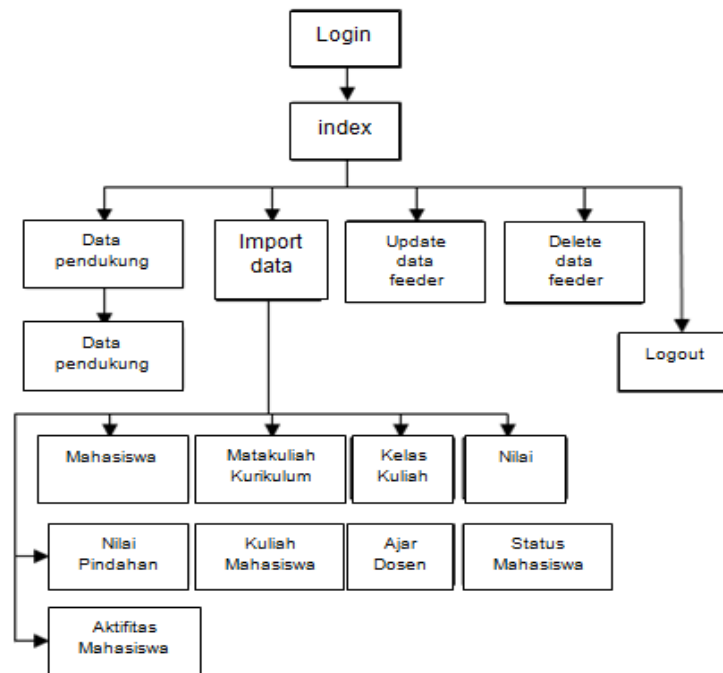 Login
index
Data
pendukung
Import
data
Update
data
feeder
Delete
data
feeder
Data
pendukung
Logout
Mahasiswa
Matakuliah
Kurikulum
Kelas
Kuliah
Nilai
Nilai
Pindahan
Kuliah
Mahasiswa
Ajar
Dosen
Status
Mahasiswa
Aktifitas
Mahasiswa